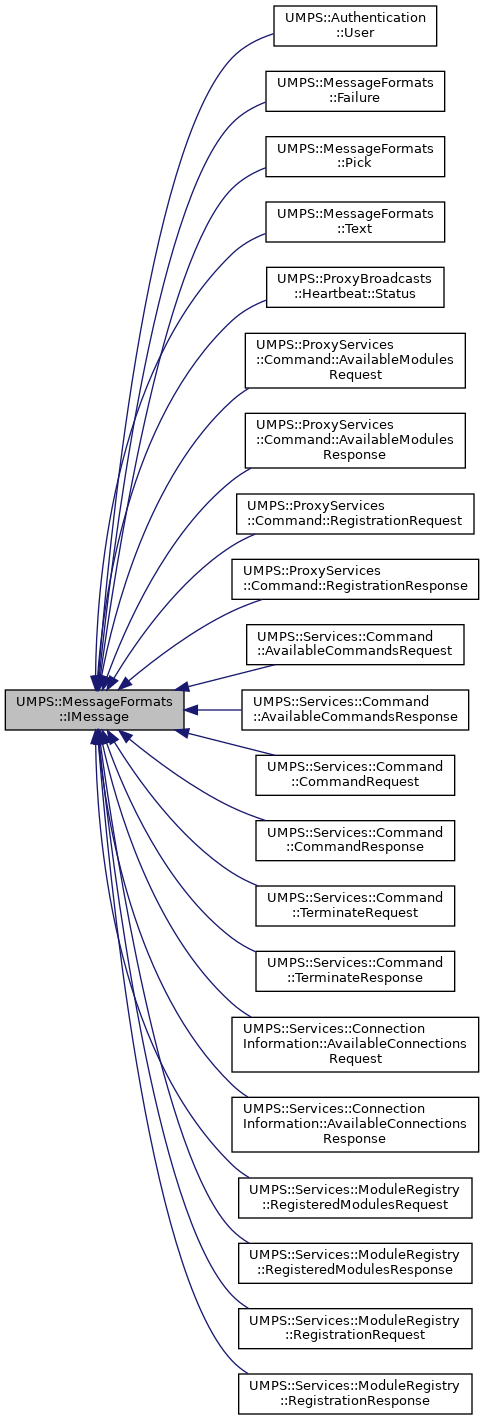 UMPS::Authentication
::User
UMPS::MessageFormats
::Failure
UMPS::MessageFormats
::Pick
UMPS::MessageFormats
::Text
UMPS::ProxyBroadcasts
::Heartbeat::Status
UMPS::ProxyServices
::Command::AvailableModules
Request
UMPS::ProxyServices
::Command::AvailableModules
Response
UMPS::ProxyServices
::Command::RegistrationRequest
UMPS::ProxyServices
::Command::RegistrationResponse
UMPS::Services::Command
::AvailableCommandsRequest
UMPS::MessageFormats
::IMessage
UMPS::Services::Command
::AvailableCommandsResponse
UMPS::Services::Command
::CommandRequest
UMPS::Services::Command
::CommandResponse
UMPS::Services::Command
::TerminateRequest
UMPS::Services::Command
::TerminateResponse
UMPS::Services::Connection
Information::AvailableConnections
Request
UMPS::Services::Connection
Information::AvailableConnections
Response
UMPS::Services::ModuleRegistry
::RegisteredModulesRequest
UMPS::Services::ModuleRegistry
::RegisteredModulesResponse
UMPS::Services::ModuleRegistry
::RegistrationRequest
UMPS::Services::ModuleRegistry
::RegistrationResponse